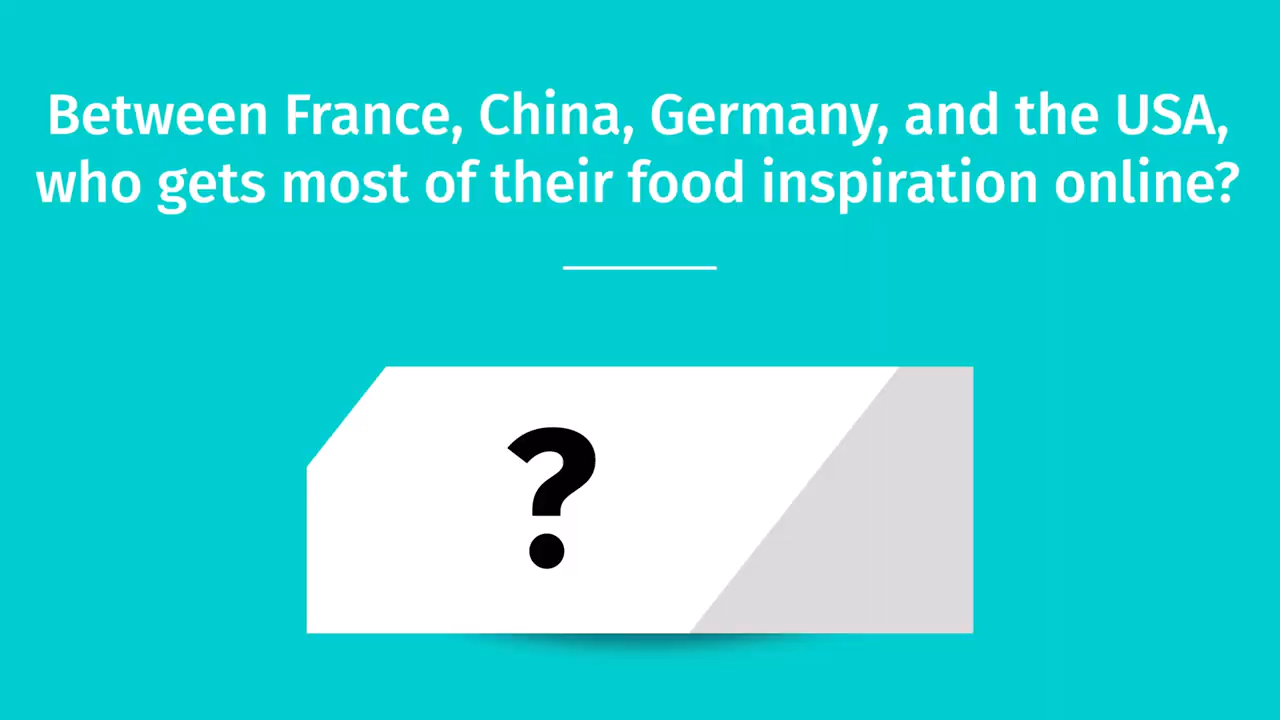 Between France, China, Germany, and the USA,
who gets most of their food inspiration online?
?